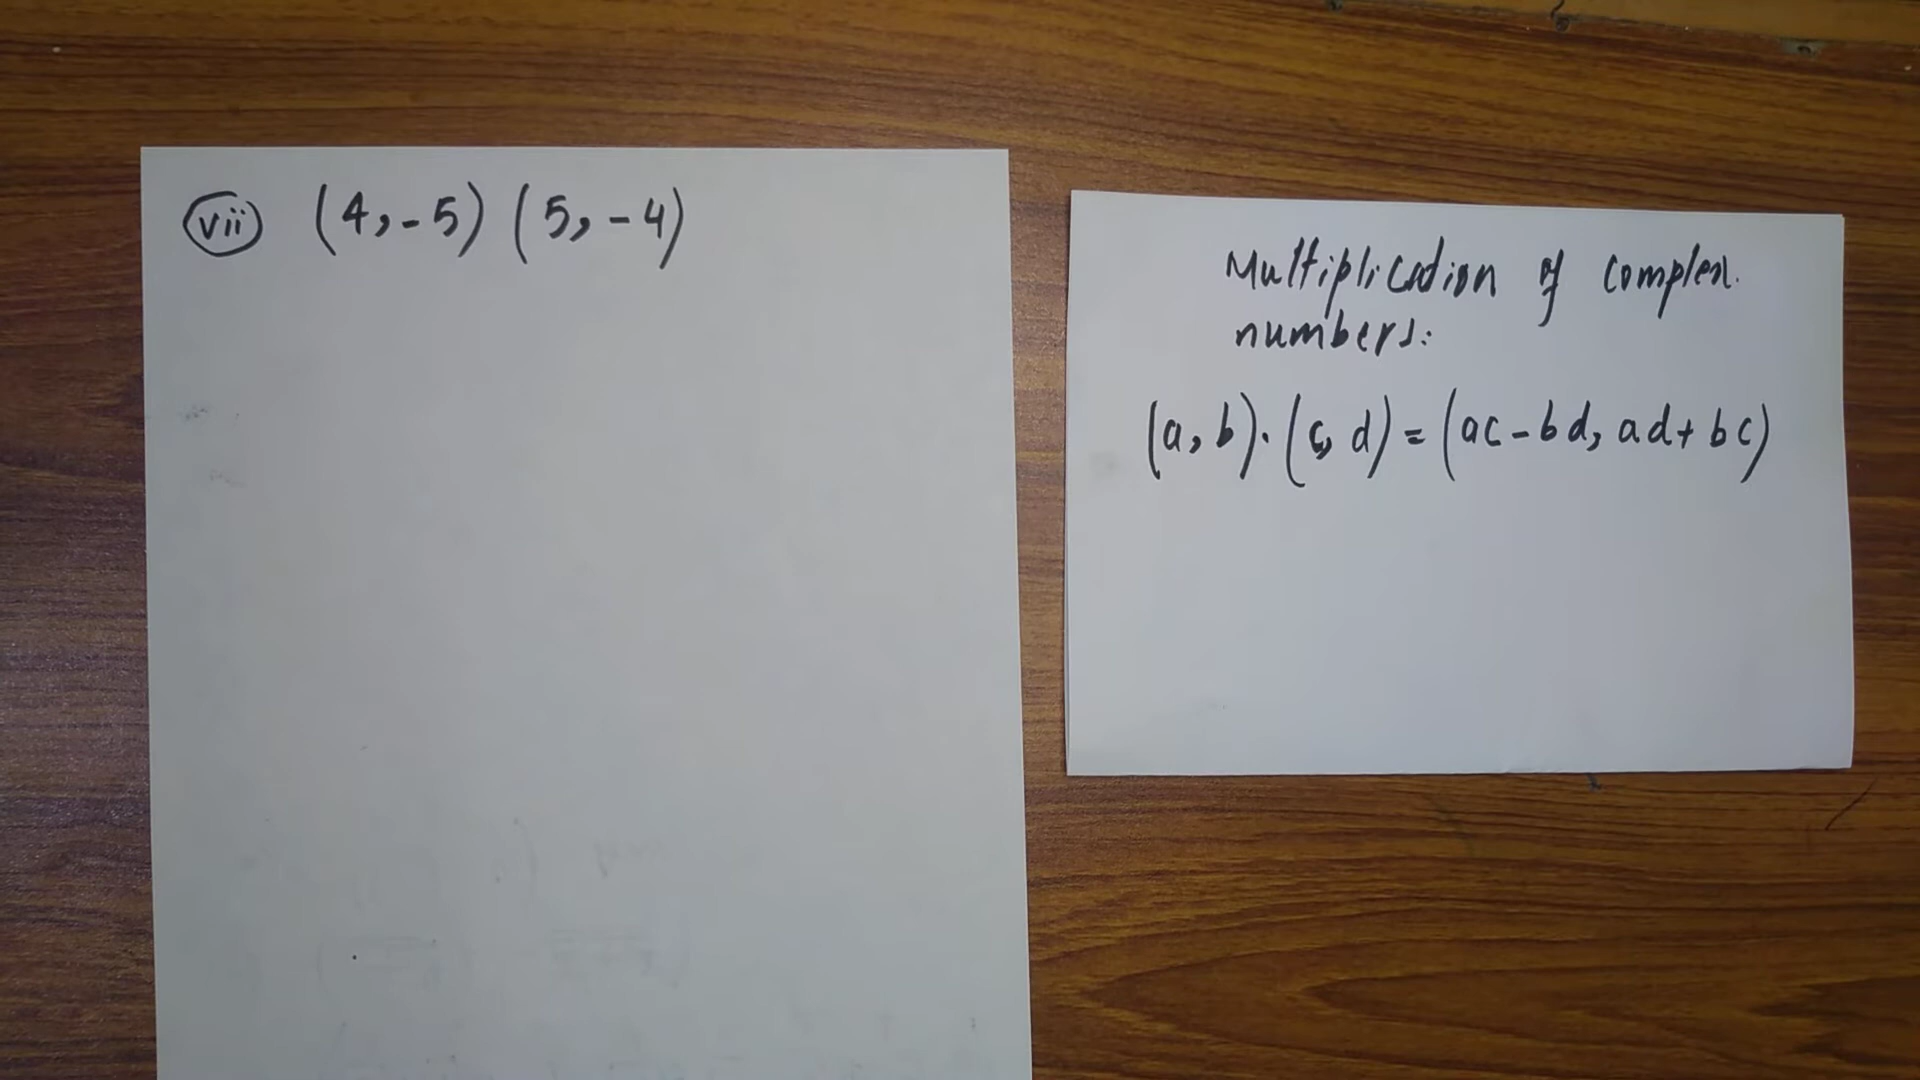 vii (4, -5) (5, -4)
Multiplication of complex.
numbers:
(a, b) · (c, d) = (ac - bd, ad + bc)